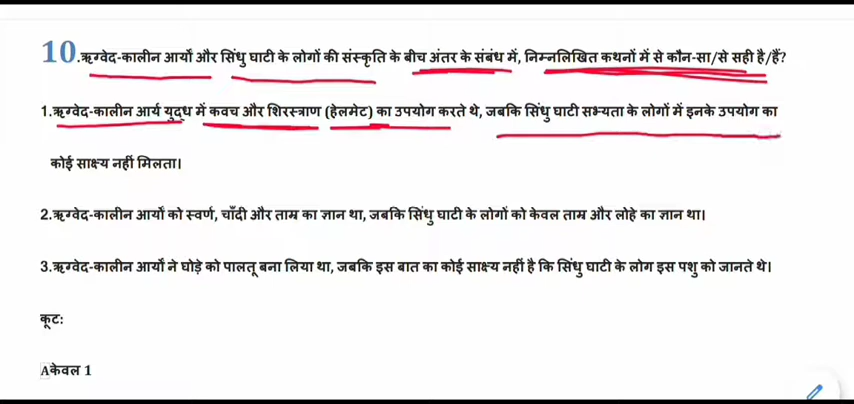 10.ऋग्वेद-कालीन आर्यों और सिंधु घाटी के लोगों की संस्कृति के बीच अंतर के संबंध में, निम्नलिखित कथनों में से कौन-सा/से सही है/हैं?
1.ऋग्वेद-कालीन आर्य युद्ध में कवच और शिरस्त्राण (हेलमेट) का उपयोग करते थे, जबकि सिंधु घाटी सभ्यता के लोगों में इनके उपयोग का
कोई साक्ष्य नहीं मिलता।
2.ऋग्वेद-कालीन आर्यों को स्वर्ण, चाँदी और ताम्र का ज्ञान था, जबकि सिंधु घाटी के लोगों को केवल ताम्र और लोहे का ज्ञान था।
3.ऋग्वेद-कालीन आर्यों ने घोड़े को पालतू बना लिया था, जबकि इस बात का कोई साक्ष्य नहीं है कि सिंधु घाटी के लोग इस पशु को जानते थे।
कूट:
Aकेवल 1